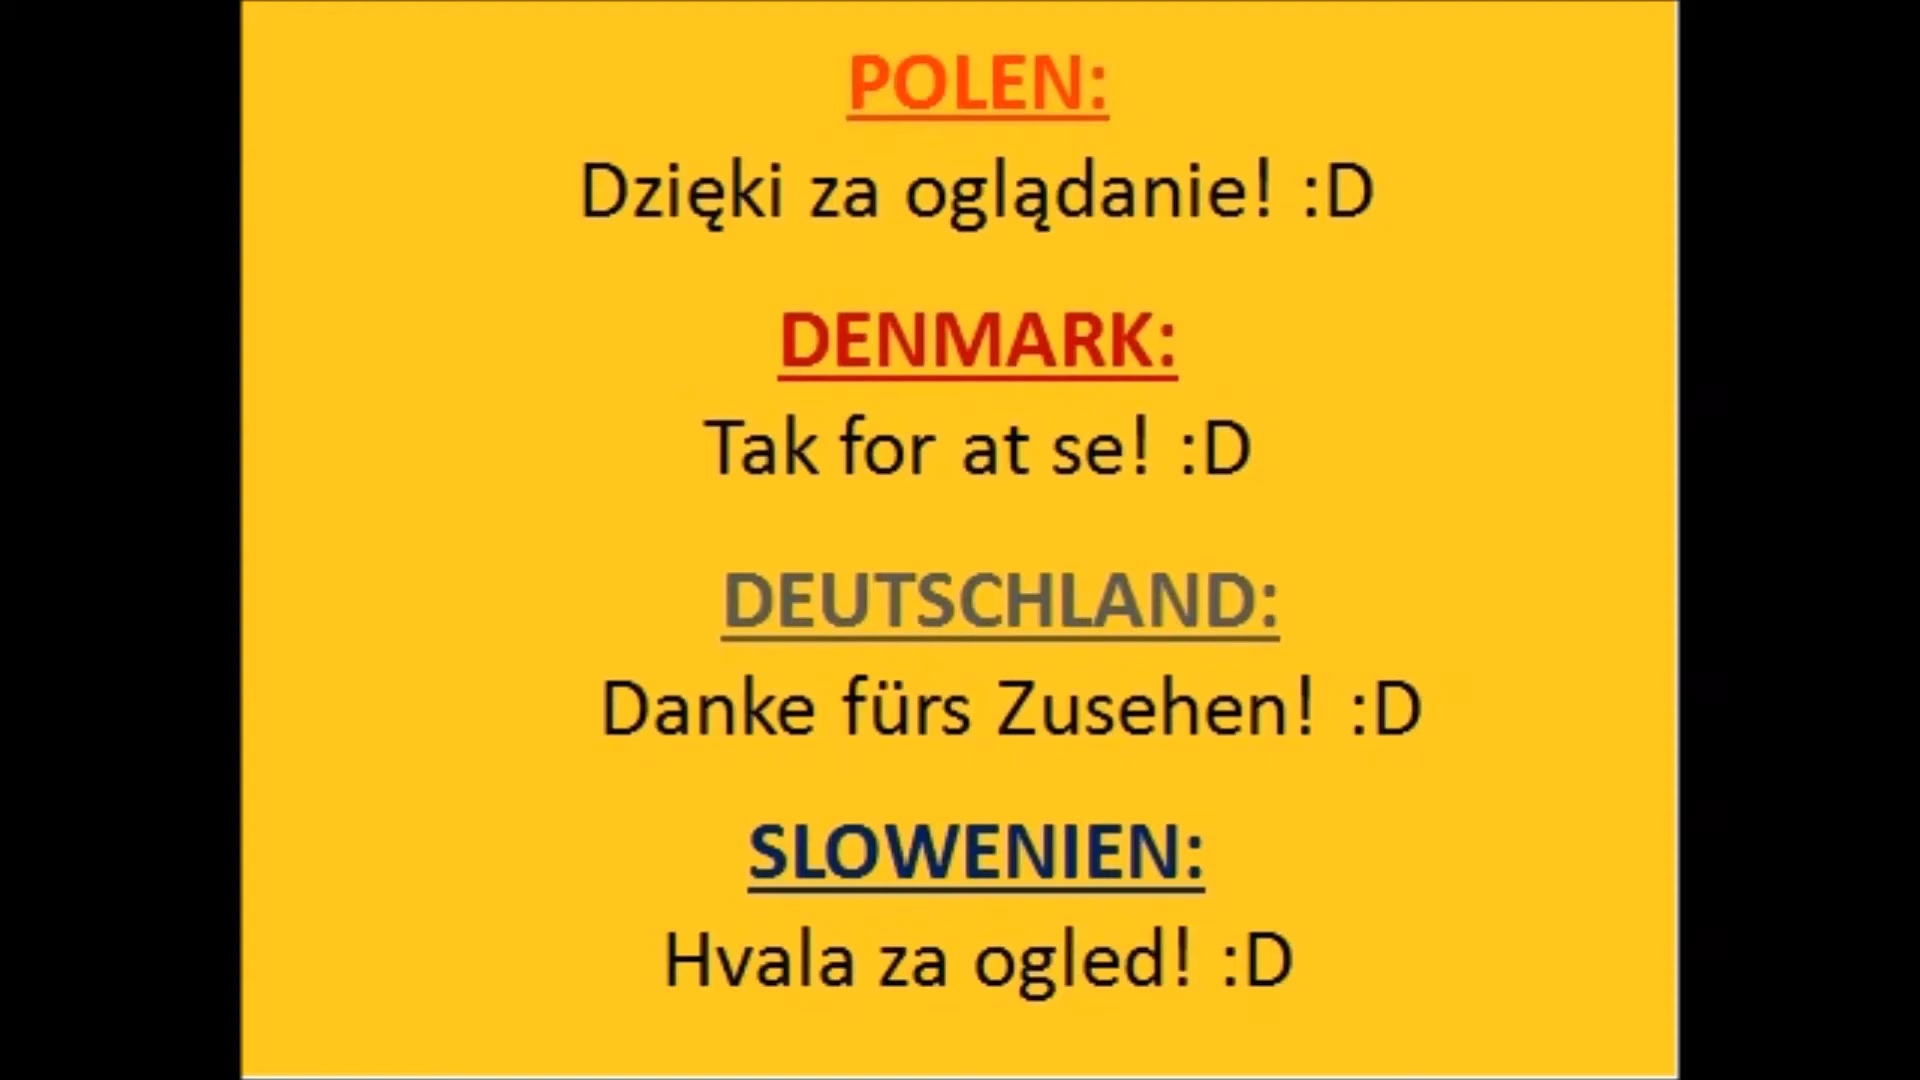 POLEN:
Dzięki za oglądanie! :D
DENMARK:
Tak for at se! :D
DEUTSCHLAND:
Danke fürs Zusehen! :D
SLOWENIEN:
Hvala za ogled! :D